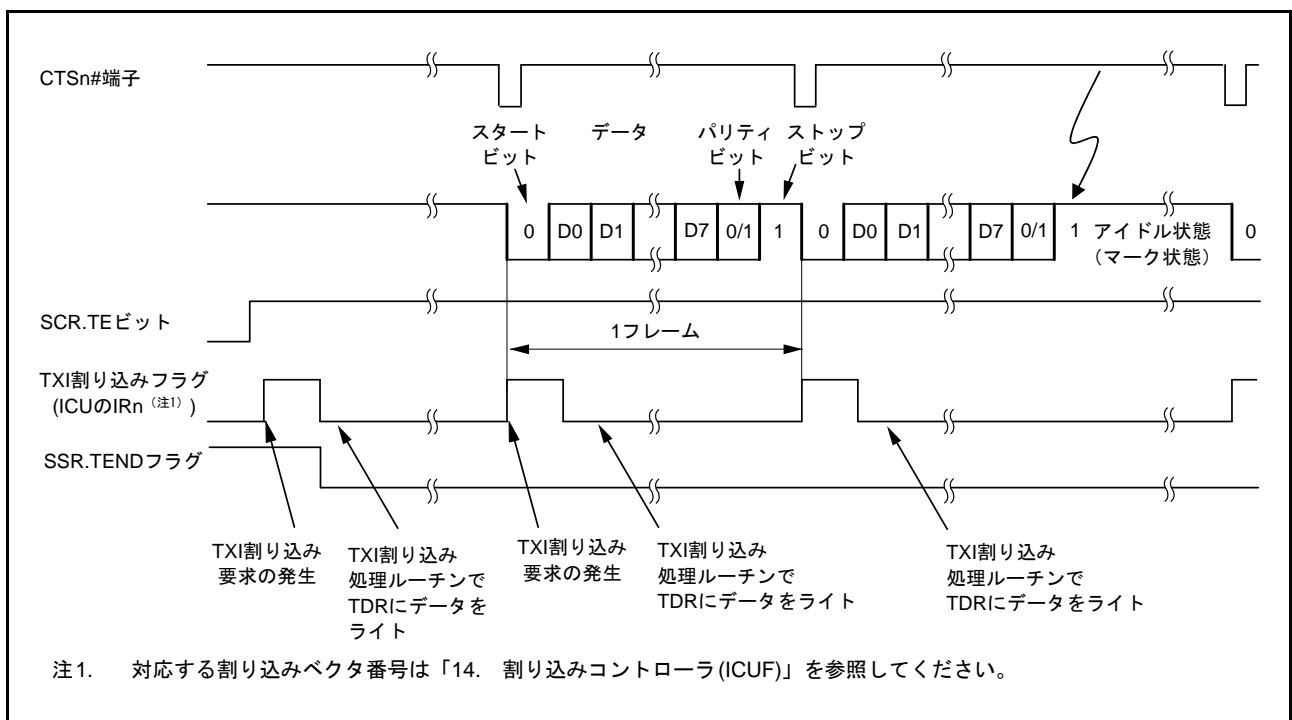 CTSn#端子
スタート
ビット
データ
パリティ
ビット
ストップ
ビット
0 D0 D1 D7 0/1 1 0 D0 D1 D7 0/1 1 アイドル状態 0
（マーク状態）
SCR.TEビット
1フレーム
TXI割り込みフラグ
(ICUのIRn（注1）)
SSR.TENDフラグ
TXI割り込み
要求の発生
TXI割り込み
処理ルーチンで
TDRにデータを
ライト
TXI割り込み
要求の発生
TXI割り込み
処理ルーチンで
TDRにデータをライト
TXI割り込み
処理ルーチンで
TDRにデータをライト
注1. 対応する割り込みベクタ番号は「14. 割り込みコントローラ(ICUF)」を参照してください。